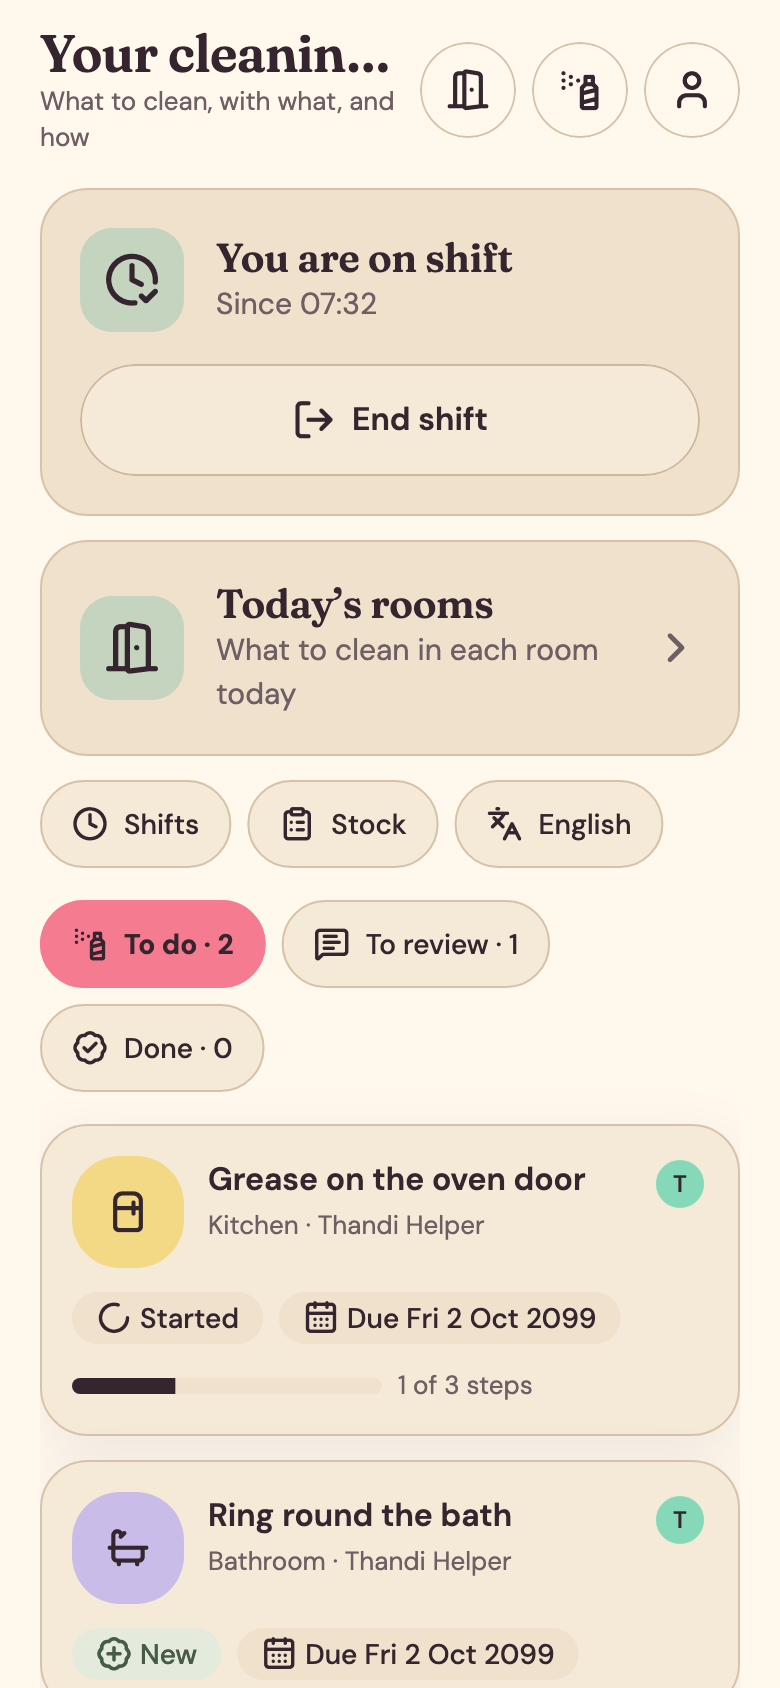 Your cleanin...
What to clean, with what, and
how
You are on shift
Since 07:32
End shift
Today’s rooms
What to clean in each room
today
Shifts
Stock
English
To do · 2
To review · 1
Done · 0
Grease on the oven door
T
Kitchen · Thandi Helper
Started
Due Fri 2 Oct 2099
1 of 3 steps
Ring round the bath
T
Bathroom · Thandi Helper
New
Due Fri 2 Oct 2099